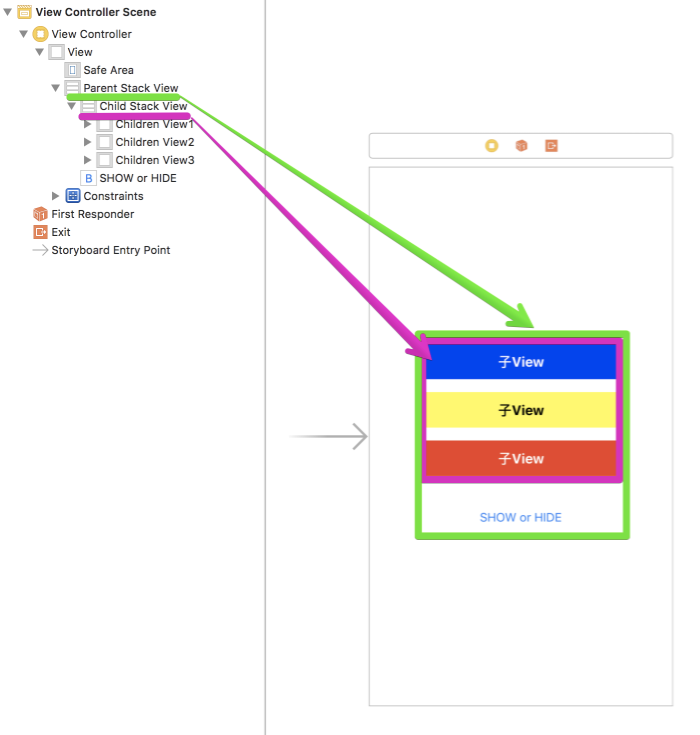 View Controller Scene
View Controller
View
Safe Area
Parent Stack View
Child Stack View
Children View1
Children View2
Children View3
B SHOW or HIDE
Constraints
First Responder
Exit
Storyboard Entry Point
子View
子View
子View
SHOW or HIDE